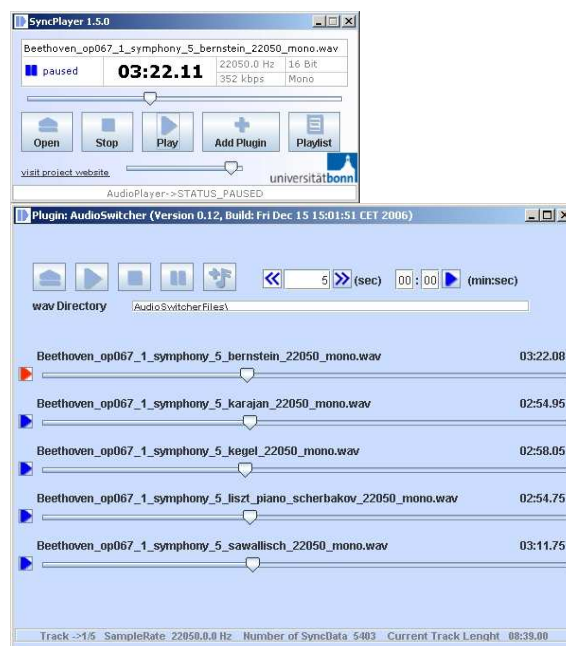 SyncPlayer 1.5.0
Beethoven_op067_1_symphony_5_bernstein_22050_mono.wav
paused 03:22.11 22050.0 Hz 16 Bit
352 kbps Mono
Open Stop Play Add Plugin Playlist
visit project website
universitätbonn
AudioPlayer->STATUS_PAUSED
Plugin: AudioSwitcher (Version 0.12, Build: Fri Dec 15 15:01:51 CET 2006)
5 (sec) 00 : 00 (min:sec)
wav Directory AudioSwitcherFiles\
Beethoven_op067_1_symphony_5_bernstein_22050_mono.wav 03:22.08
Beethoven_op067_1_symphony_5_karajan_22050_mono.wav 02:54.95
Beethoven_op067_1_symphony_5_kegel_22050_mono.wav 02:58.05
Beethoven_op067_1_symphony_5_liszt_piano_scherbakov_22050_mono.wav 02:54.75
Beethoven_op067_1_symphony_5_sawallisch_22050_mono.wav 03:11.75
Track ->1/5 SampleRate 22050.0.0 Hz Number of SyncData 5403 Current Track Lenght 08:39.00